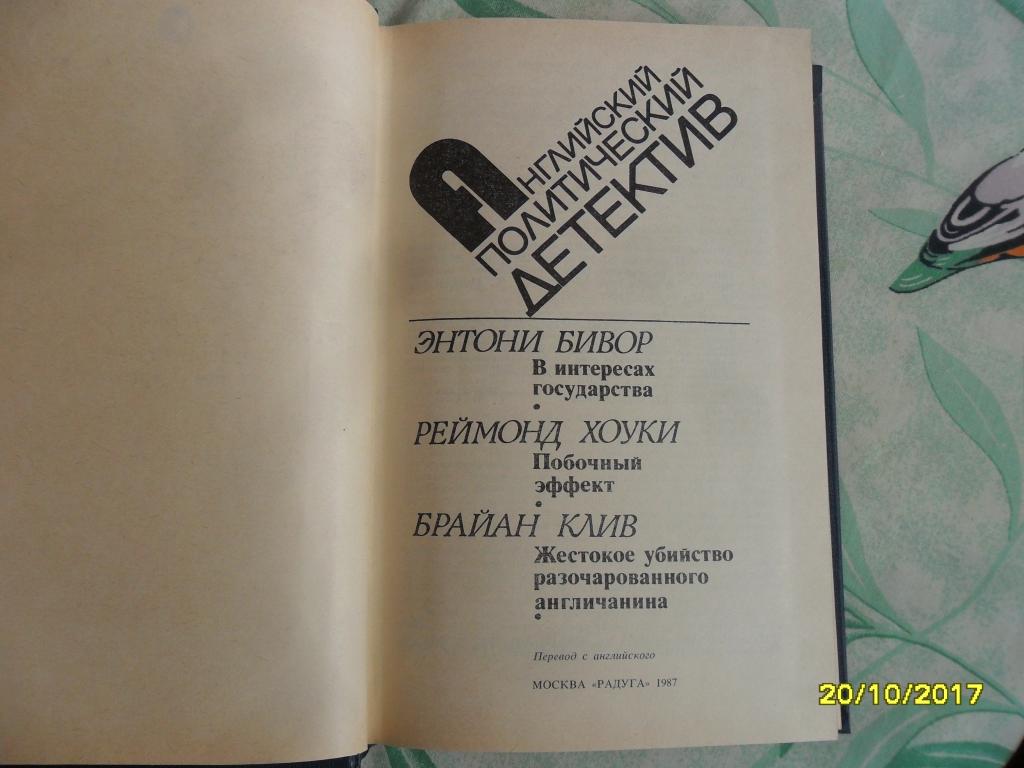 Английский
политический
детектив
ЭНТОНИ БИВОР
В интересах
государства
•
РЕЙМОНД ХОУКИ
Побочный
эффект
•
БРАЙАН КЛИВ
Жестокое убийство
разочарованного
англичанина
•
Перевод с английского
МОСКВА «РАДУГА» 1987
20/10/2017